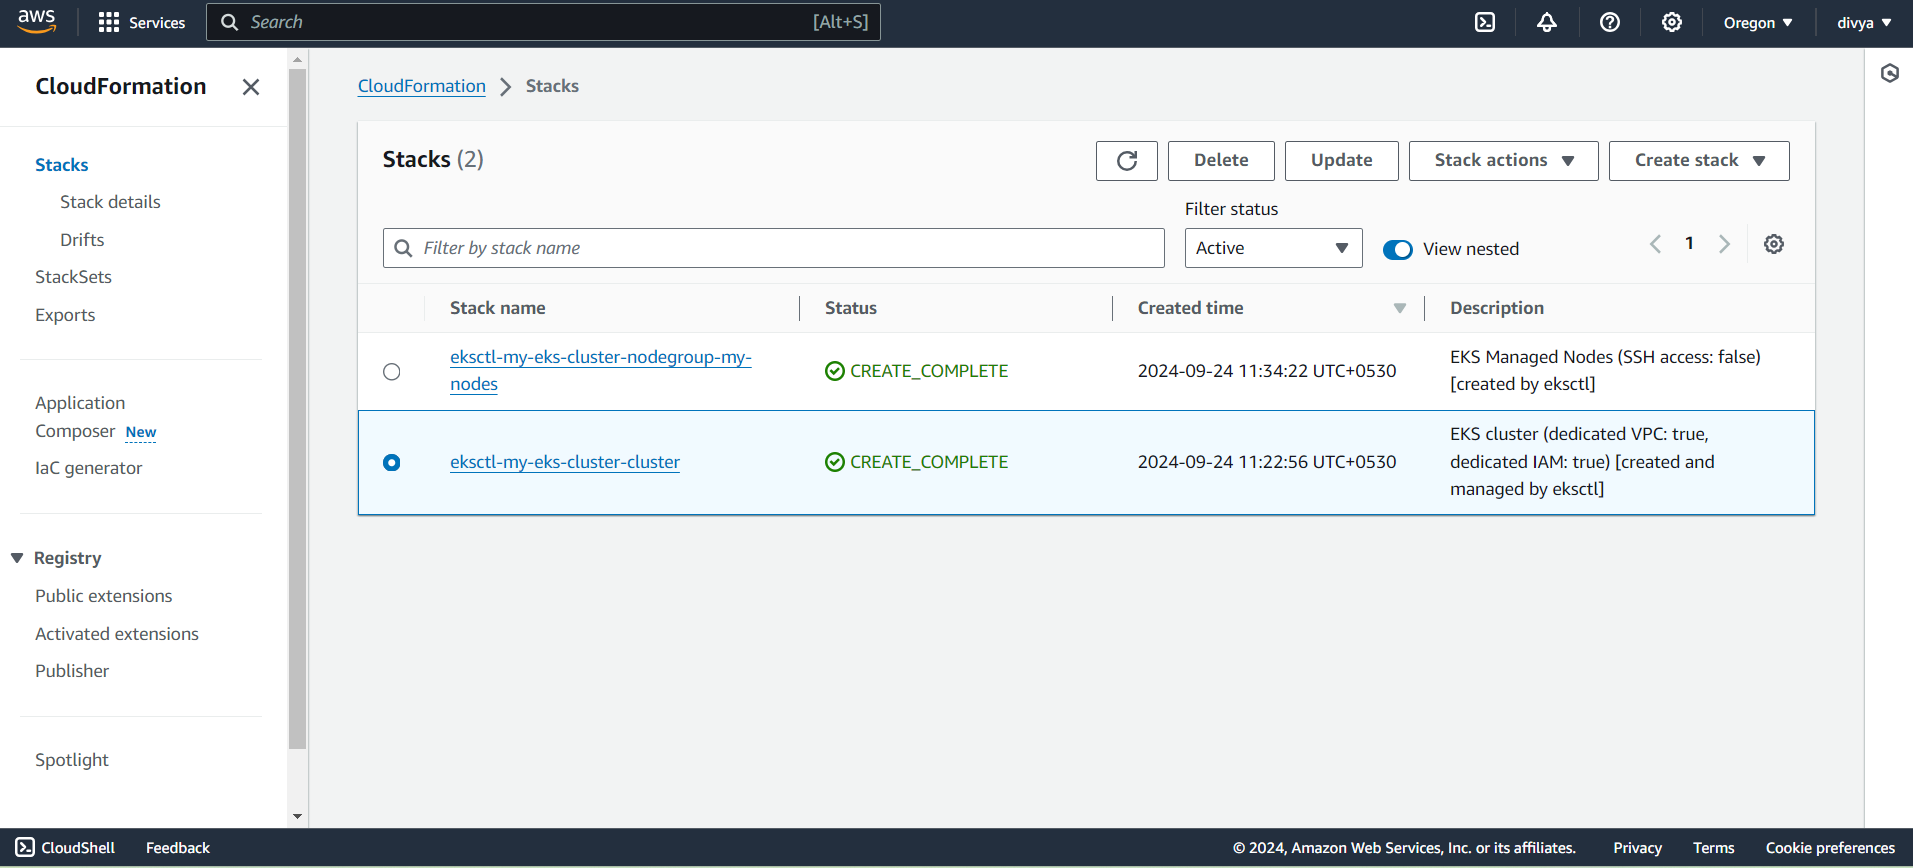 aws
Services
Search [Alt+S]
Oregon
divya
CloudFormation
Stacks
Stack details
Drifts
StackSets
Exports
Application
Composer New
IaC generator
Registry
Public extensions
Activated extensions
Publisher
Spotlight
CloudFormation Stacks
Stacks (2)
Delete
Update
Stack actions
Create stack
Filter status
Filter by stack name
Active
View nested
1
Stack name Status Created time Description
eksctl-my-eks-cluster-nodegroup-my-
nodes
CREATE_COMPLETE
2024-09-24 11:34:22 UTC+0530
EKS Managed Nodes (SSH access: false)
[created by eksctl]
eksctl-my-eks-cluster-cluster
CREATE_COMPLETE
2024-09-24 11:22:56 UTC+0530
EKS cluster (dedicated VPC: true,
dedicated IAM: true) [created and
managed by eksctl]
CloudShell Feedback
© 2024, Amazon Web Services, Inc. or its affiliates. Privacy Terms Cookie preferences